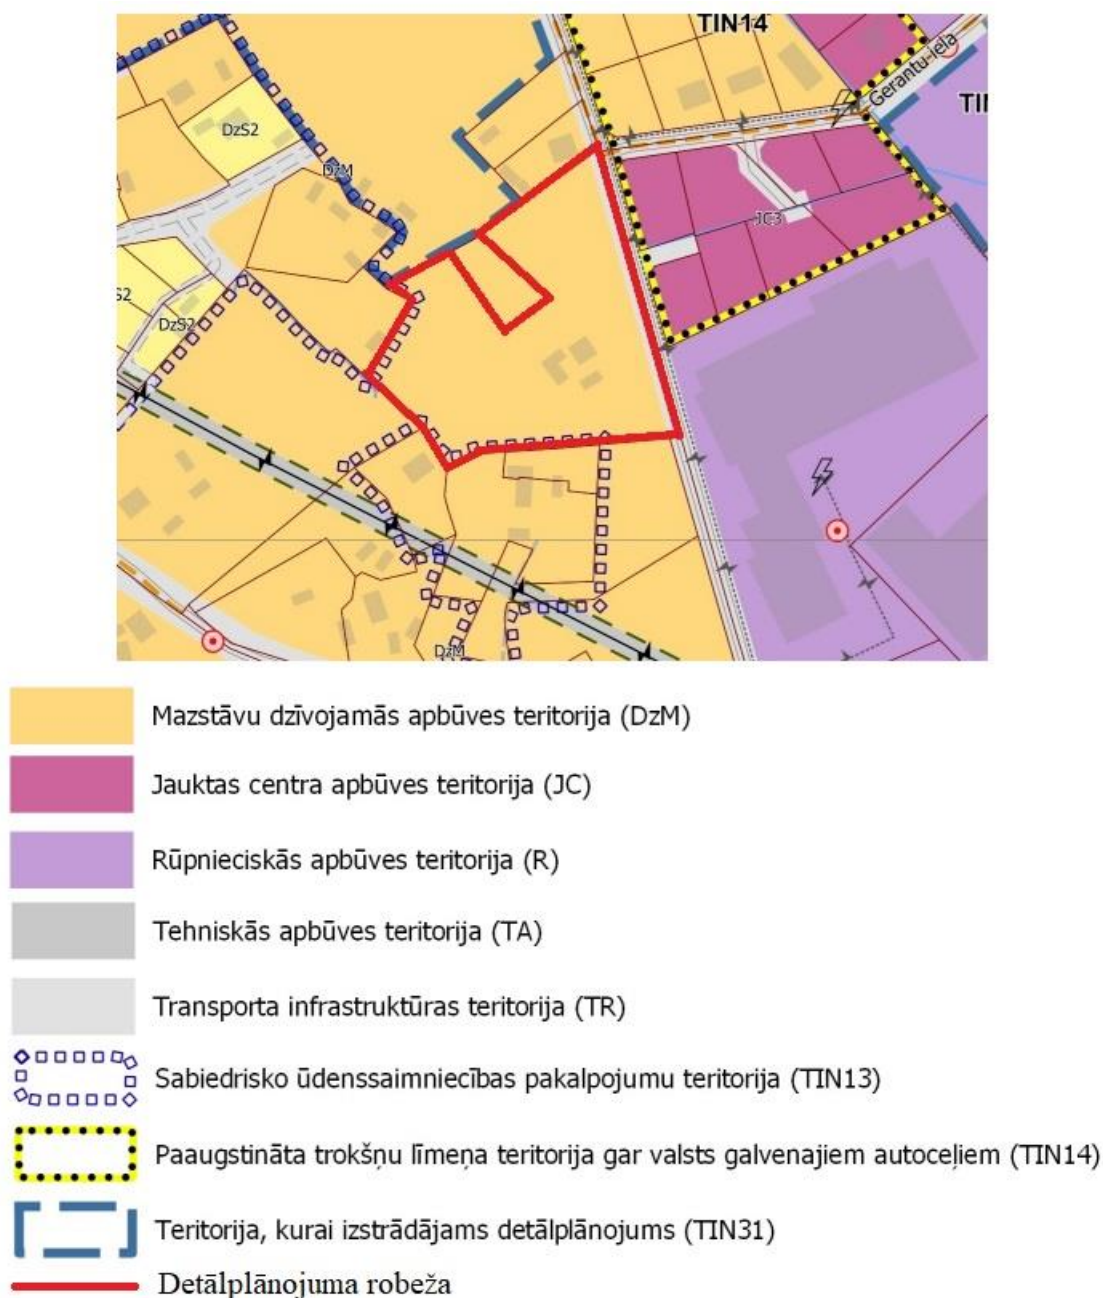 TIN14
Gerantu iela
TIN
DzS2
DzM
JC3
S2
DzS2
DzM
Mazstāvu dzīvojamās apbūves teritorija (DzM)
Jauktas centra apbūves teritorija (JC)
Rūpnieciskās apbūves teritorija (R)
Tehniskās apbūves teritorija (TA)
Transporta infrastruktūras teritorija (TR)
Sabiedrisko ūdenssaimniecības pakalpojumu teritorija (TIN13)
Paaugstināta trokšņu līmeņa teritorija gar valsts galvenajiem autoceļiem (TIN14)
Teritorija, kurai izstrādājams detālplānojums (TIN31)
Detālplānojuma robeža